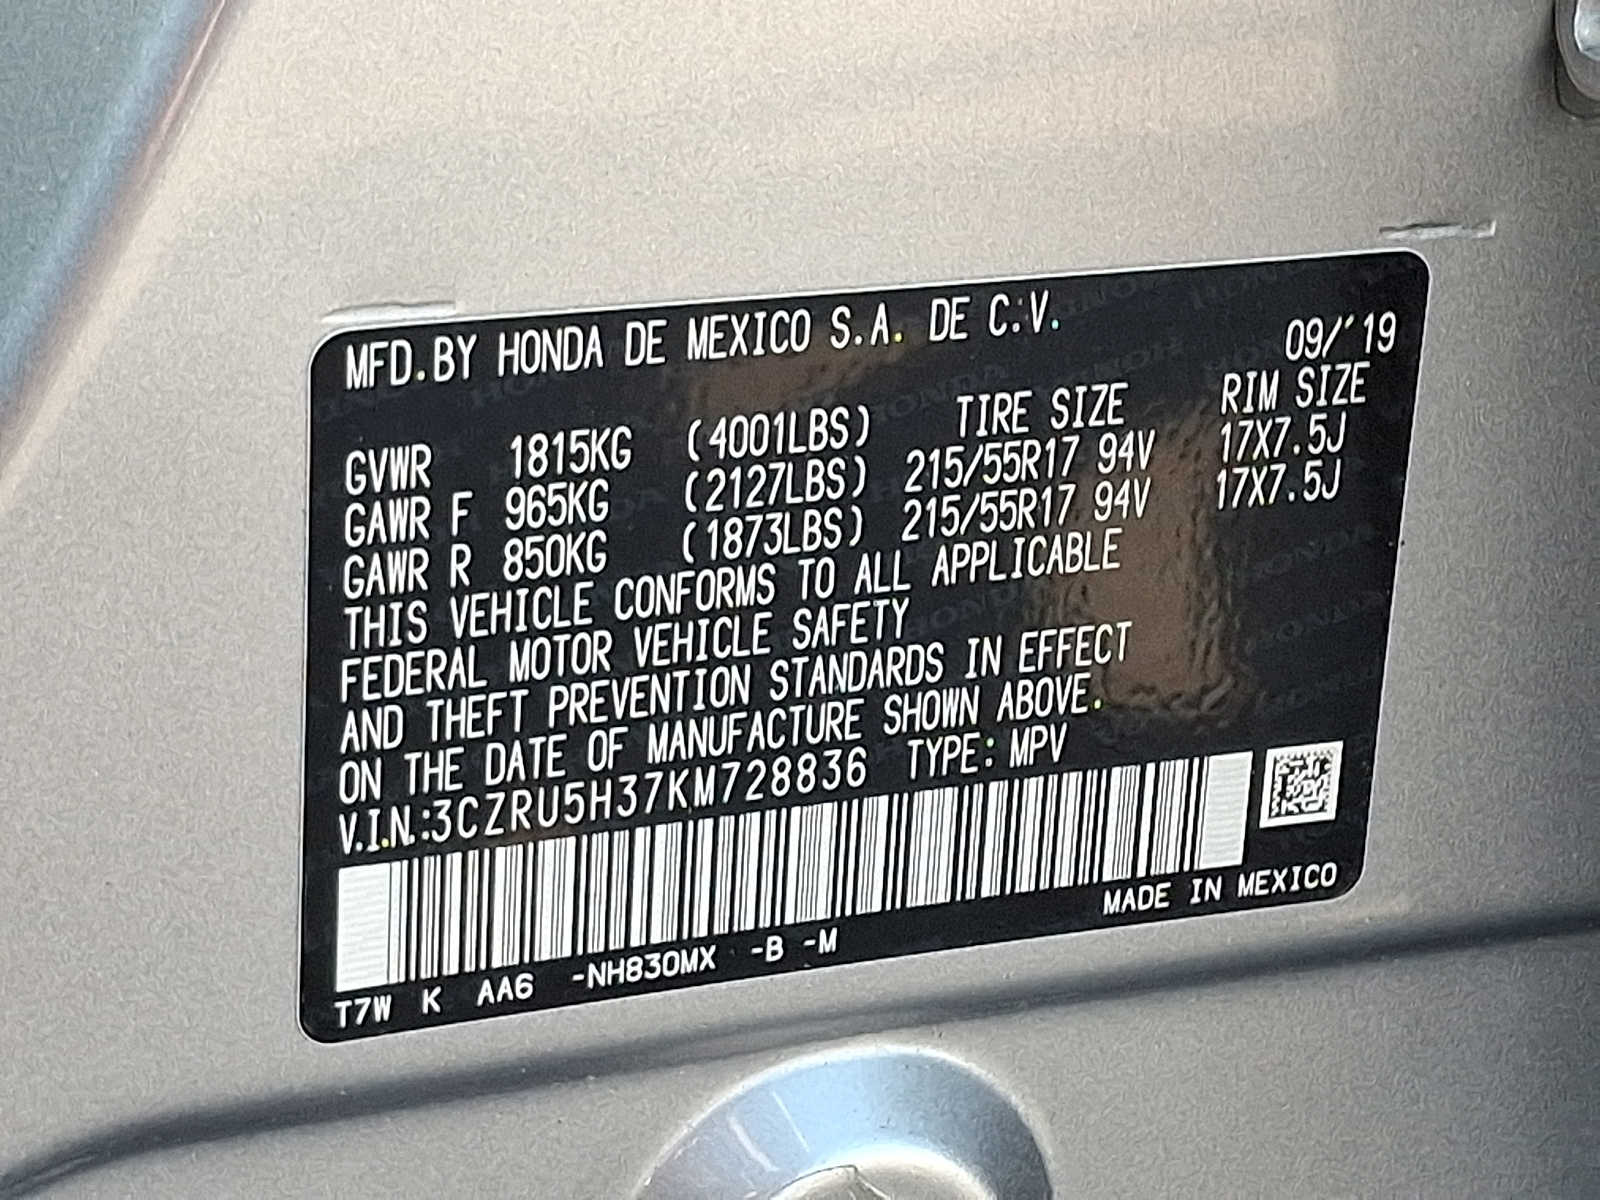 MFD.BY HONDA DE MEXICO S.A. DE C.V.
09/'19
TIRE SIZE RIM SIZE
GVWR 1815KG (4001LBS)
GAWR F 965KG (2127LBS) 215/55R17 94V 17X7.5J
GAWR R 850KG (1873LBS) 215/55R17 94V 17X7.5J
THIS VEHICLE CONFORMS TO ALL APPLICABLE
FEDERAL MOTOR VEHICLE SAFETY
AND THEFT PREVENTION STANDARDS IN EFFECT
ON THE DATE OF MANUFACTURE SHOWN ABOVE.
V.I.N.:3CZRU5H37KM728836 TYPE: MPV
MADE IN MEXICO
T7W K AA6 -NH830MX -B -M